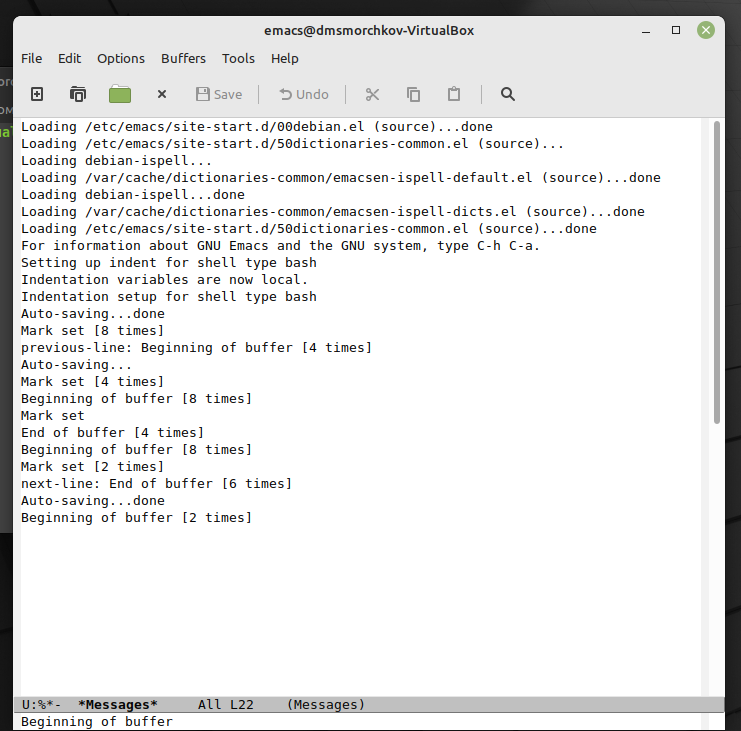 emacs@dmsmorchkov-VirtualBox
File Edit Options Buffers Tools Help
Save Undo
Loading /etc/emacs/site-start.d/00debian.el (source)...done
Loading /etc/emacs/site-start.d/50dictionaries-common.el (source)...
Loading debian-ispell...
Loading /var/cache/dictionaries-common/emacsen-ispell-default.el (source)...done
Loading debian-ispell...done
Loading /var/cache/dictionaries-common/emacsen-ispell-dicts.el (source)...done
Loading /etc/emacs/site-start.d/50dictionaries-common.el (source)...done
For information about GNU Emacs and the GNU system, type C-h C-a.
Setting up indent for shell type bash
Indentation variables are now local.
Indentation setup for shell type bash
Auto-saving...done
Mark set [8 times]
previous-line: Beginning of buffer [4 times]
Auto-saving...
Mark set [4 times]
Beginning of buffer [8 times]
Mark set
End of buffer [4 times]
Beginning of buffer [8 times]
Mark set [2 times]
next-line: End of buffer [6 times]
Auto-saving...done
Beginning of buffer [2 times]
U:%*-  *Messages*     All L22    (Messages)
Beginning of buffer